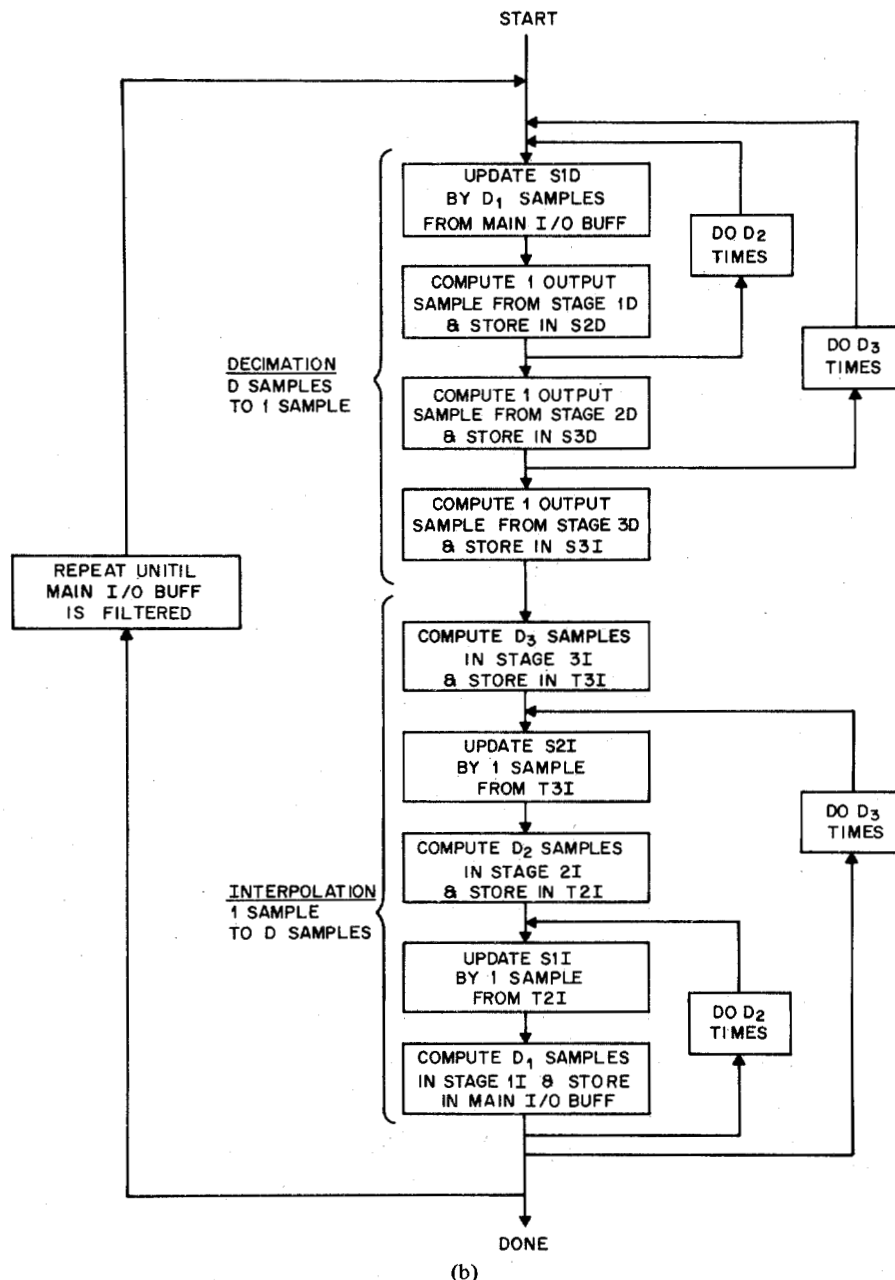 START
UPDATE S1D
BY D₁ SAMPLES
FROM MAIN I/O BUFF
DO D₂
TIMES
COMPUTE 1 OUTPUT
SAMPLE FROM STAGE 1D
& STORE IN S2D
DO D₃
TIMES
DECIMATION
D SAMPLES
TO 1 SAMPLE
COMPUTE 1 OUTPUT
SAMPLE FROM STAGE 2D
& STORE IN S3D
COMPUTE 1 OUTPUT
SAMPLE FROM STAGE 3D
& STORE IN S3I
REPEAT UNITIL
MAIN I/O BUFF
IS FILTERED
COMPUTE D₃ SAMPLES
IN STAGE 3I
& STORE IN T3I
UPDATE S2I
BY 1 SAMPLE
FROM T3I
DO D₃
TIMES
COMPUTE D₂ SAMPLES
IN STAGE 2I
& STORE IN T2I
INTERPOLATION
1 SAMPLE
TO D SAMPLES
UPDATE S1I
BY 1 SAMPLE
FROM T2I
DO D₂
TIMES
COMPUTE D₁ SAMPLES
IN STAGE 1I & STORE
IN MAIN I/O BUFF
DONE
(b)